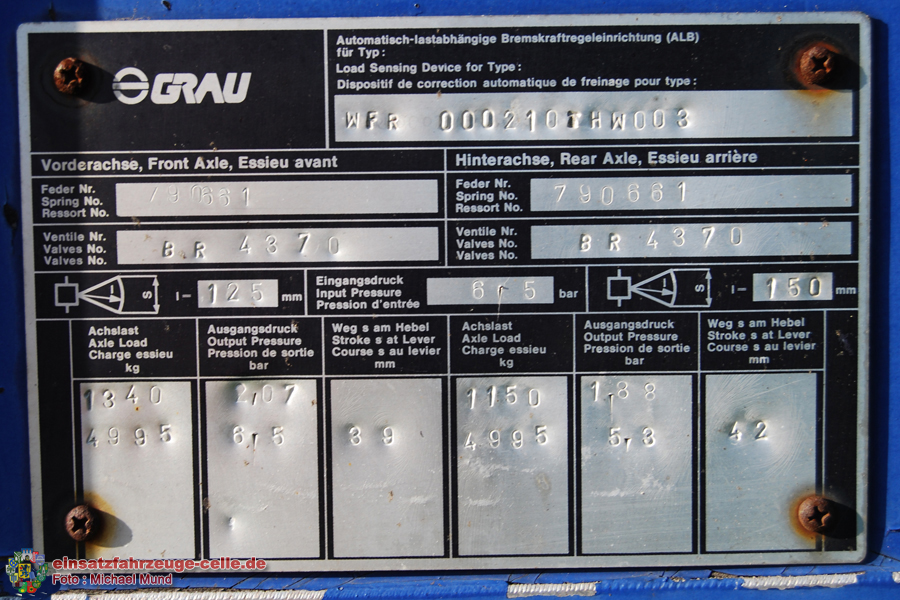 GRAU
Automatisch-lastabhängige Bremskraftregeleinrichtung (ALB)
für Typ:
Load Sensing Device for Type:
Dispositif de correction automatique de freinage pour type:
WFR 000210THW003
Vorderachse, Front Axle, Essieu avant
Feder Nr.
Spring No.
Ressort No.
790661
Ventile Nr.
Valves No.
Valves No.
BR 4370
Hinterachse, Rear Axle, Essieu arrière
Feder Nr.
Spring No.
Ressort No.
790661
Ventile Nr.
Valves No.
Valves No.
BR 4370
S
l – 125 mm
Eingangsdruck
Input Pressure
Pression d'entrée
6,5 bar
S
l – 150 mm
Achslast
Axle Load
Charge essieu
kg
1340
4995
Ausgangsdruck
Output Pressure
Pression de sortie
bar
2,07
6,5
Weg s am Hebel
Stroke s at Lever
Course s au levier
mm
39
Achslast
Axle Load
Charge essieu
kg
1150
4995
Ausgangsdruck
Output Pressure
Pression de sortie
bar
1,88
5,3
Weg s am Hebel
Stroke s at Lever
Course s au levier
mm
42
einsatzfahrzeuge-celle.de
Foto : Michael Mund